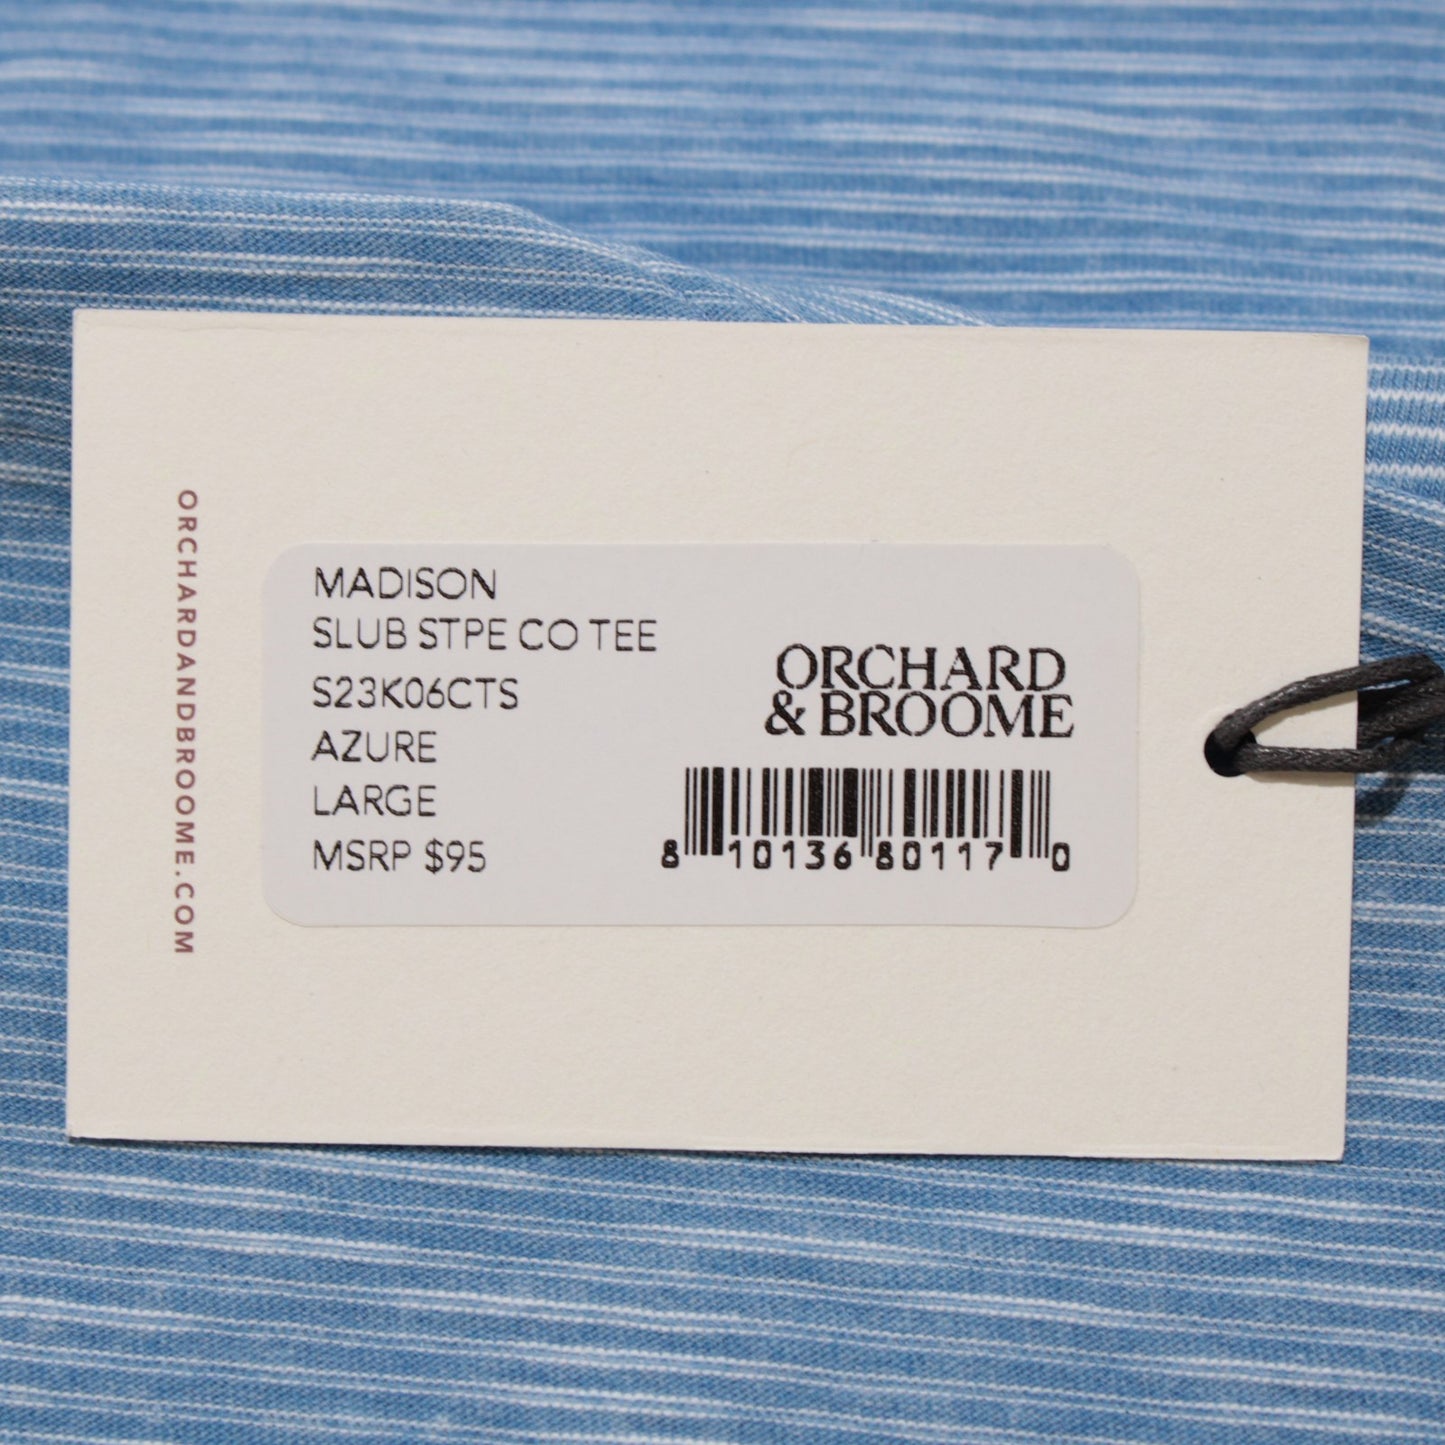 ORCHARDANDBROOME.COM
MADISON
SLUB STPE CO TEE
S23K06CTS
AZURE
LARGE
MSRP $95
ORCHARD
& BROOME
8 10136 80117 0